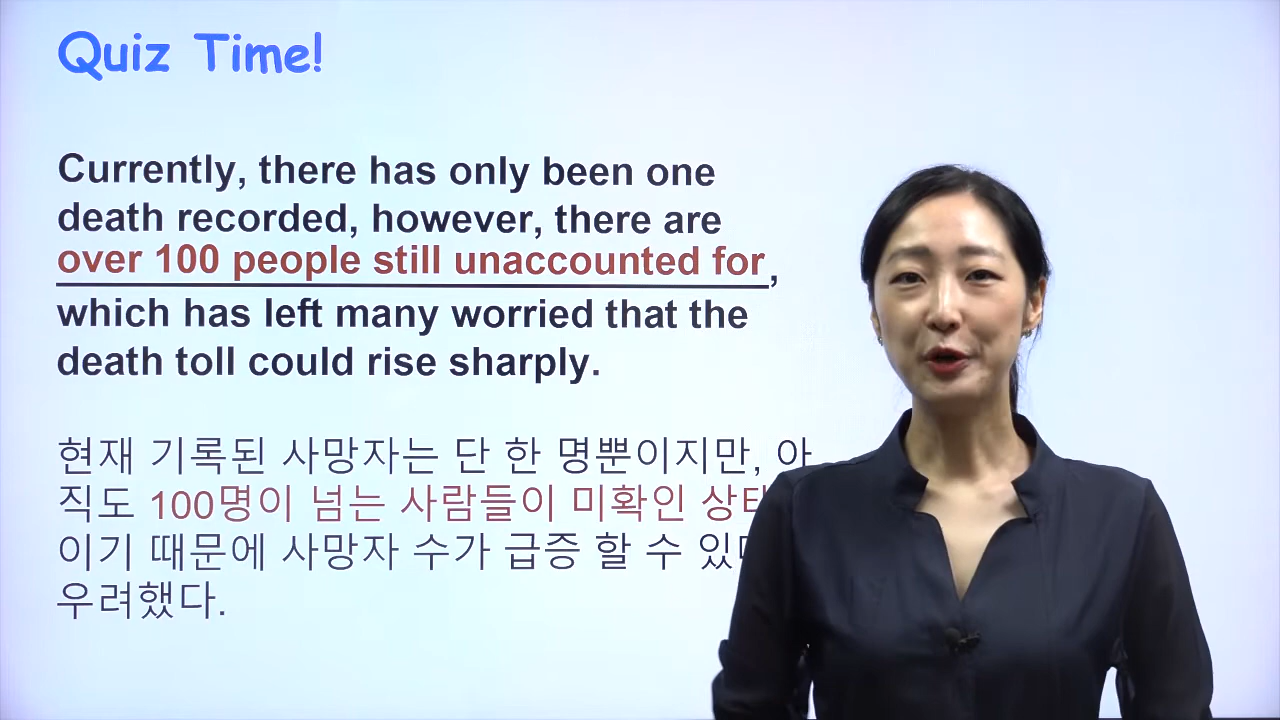 Quiz Time!
Currently, there has only been one
death recorded, however, there are
over 100 people still unaccounted for,
which has left many worried that the
death toll could rise sharply.
현재 기록된 사망자는 단 한 명뿐이지만, 아
직도 100명이 넘는 사람들이 미확인
이기 때문에 사망자 수가 급증 할 수
우려했다.